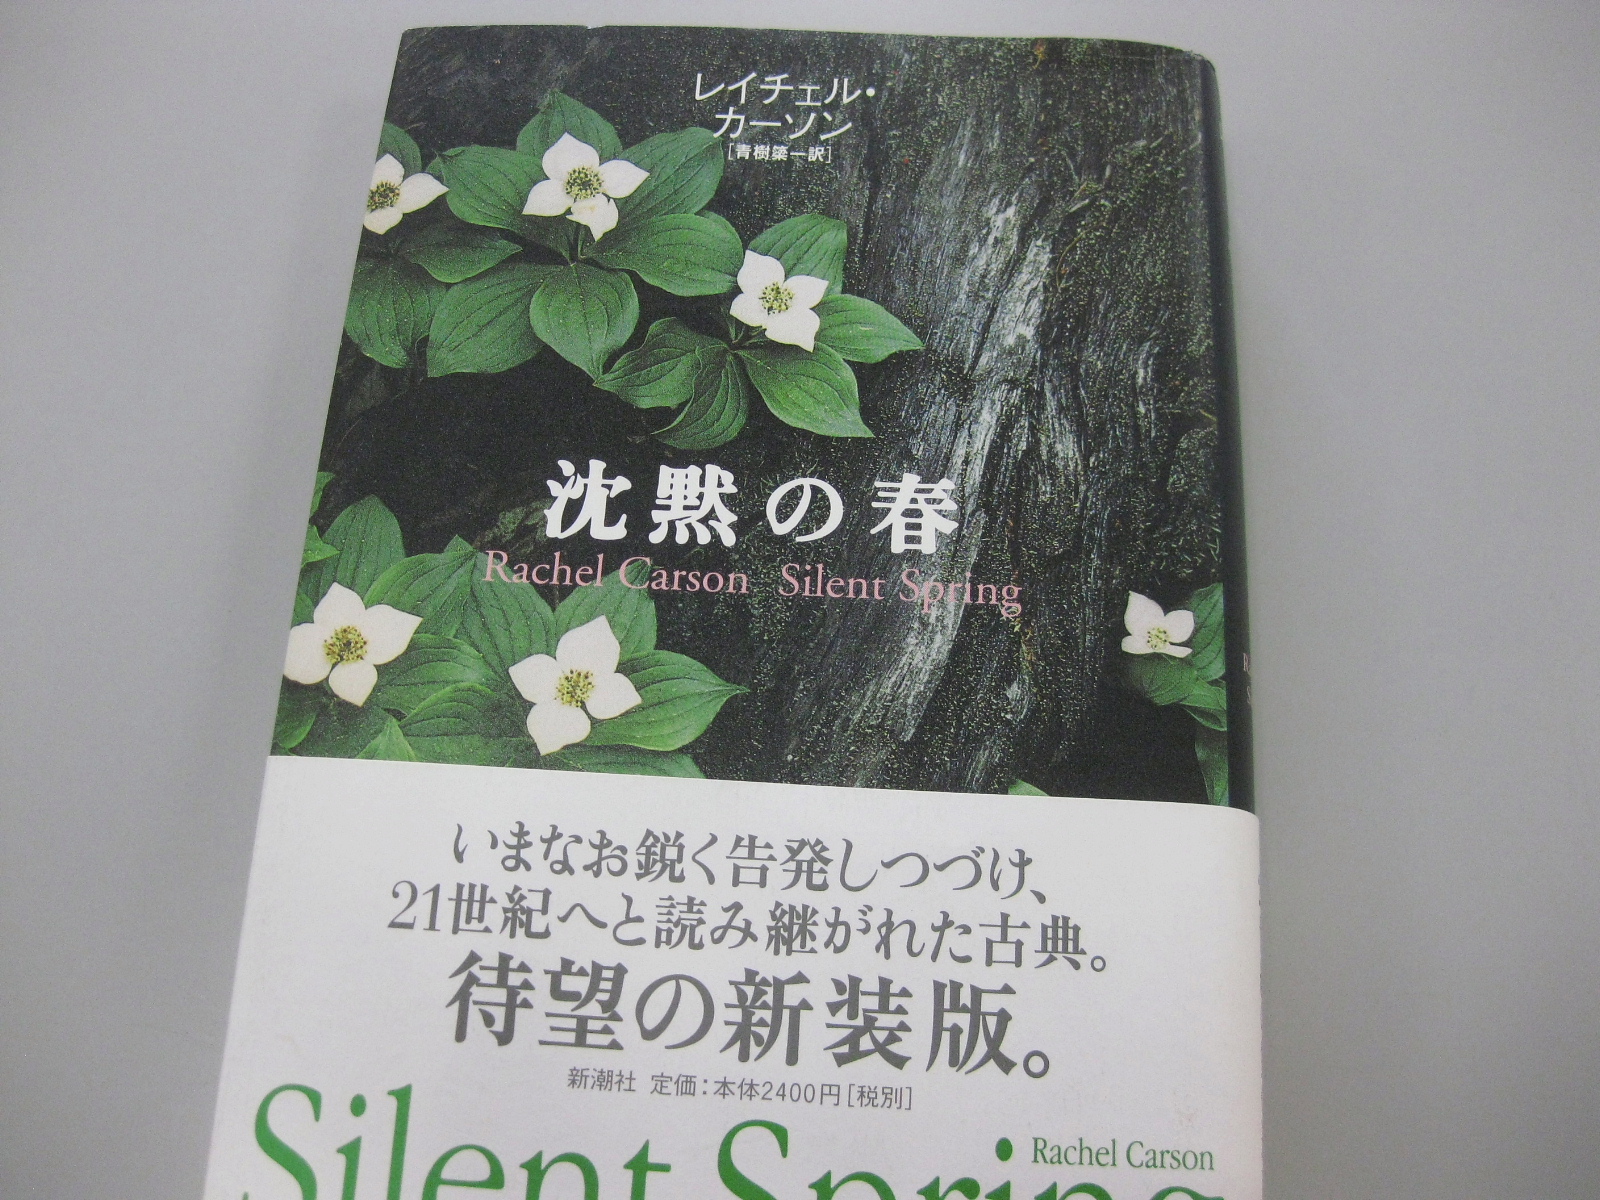 レイチェル・
カーソン
[青樹簗一訳]
沈黙の春
Rachel Carson Silent Spring
いまなお鋭く告発しつづけ、
21世紀へと読み継がれた古典。
待望の新装版。
新潮社 定価:本体2400円[税別]
Rachel Carson
Silent Spring